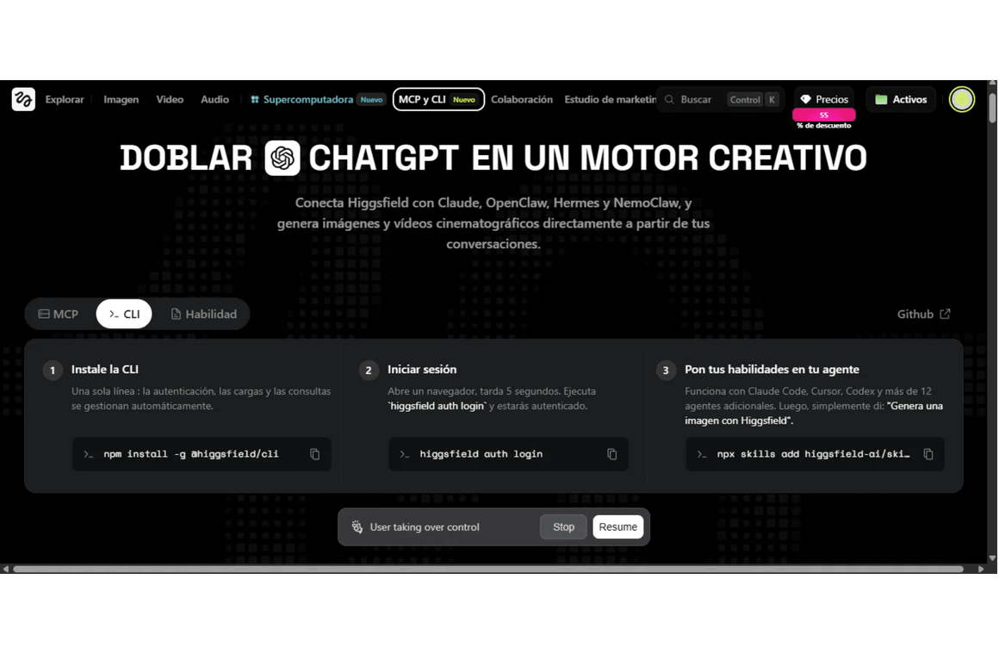 Explorar
Imagen
Video
Audio
Supercomputadora Nuevo
MCP y CLI Nuevo
Colaboración
Estudio de marketin
Buscar
Control K
Precios
55
% de descuento
Activos
DOBLAR CHATGPT EN UN MOTOR CREATIVO
Conecta Higgsfield con Claude, OpenClaw, Hermes y NemoClaw, y
genera imágenes y vídeos cinematográficos directamente a partir de tus
conversaciones.
MCP
>_ CLI
Habilidad
Github
1 Instale la CLI
Una sola línea : la autenticación, las cargas y las consultas
se gestionan automáticamente.
>_ npm install -g @higgsfield/cli
2 Iniciar sesión
Abre un navegador, tarda 5 segundos. Ejecuta
`higgsfield auth login` y estarás autenticado.
>_ higgsfield auth login
3 Pon tus habilidades en tu agente
Funciona con Claude Code, Cursor, Codex y más de 12
agentes adicionales. Luego, simplemente di: "Genera una
imagen con Higgsfield".
>_ npx skills add higgsfield-ai/ski…
User taking over control
Stop
Resume